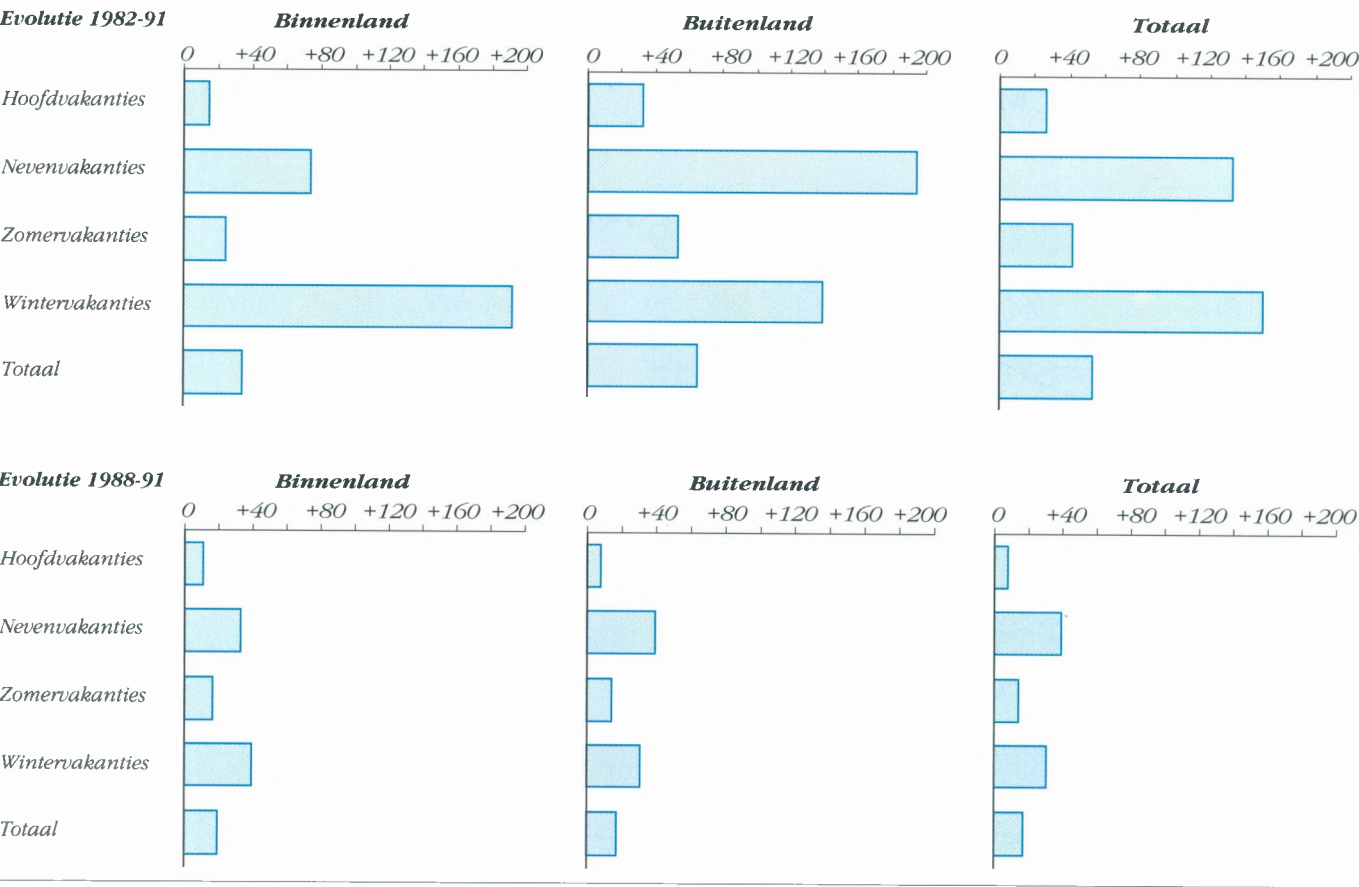 Evolutie 1982-91 Binnenland Buitenland Totaal
0 +40 +80 +120 +160 +200 0 +40 +80 +120 +160 +200 0 +40 +80 +120 +160 +200
Hoofdvakanties
Nevenvakanties
Zomervakanties
Wintervakanties
Totaal
Evolutie 1988-91 Binnenland Buitenland Totaal
0 +40 +80 +120 +160 +200 0 +40 +80 +120 +160 +200 0 +40 +80 +120 +160 +200
Hoofdvakanties
Nevenvakanties
Zomervakanties
Wintervakanties
Totaal